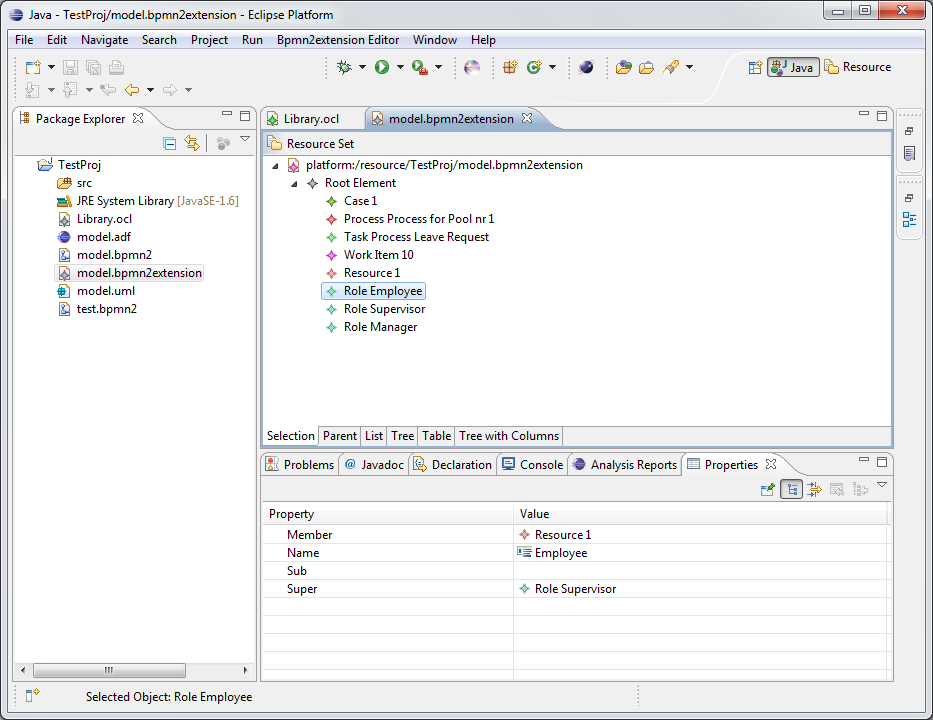 Java - TestProj/model.bpmn2extension - Eclipse Platform
File Edit Navigate Search Project Run Bpmn2extension Editor Window Help
Java Resource
Package Explorer
TestProj
src
JRE System Library [JavaSE-1.6]
Library.ocl
model.adf
model.bpmn2
model.bpmn2extension
model.uml
test.bpmn2
Library.ocl model.bpmn2extension
Resource Set
platform:/resource/TestProj/model.bpmn2extension
Root Element
Case 1
Process Process for Pool nr 1
Task Process Leave Request
Work Item 10
Resource 1
Role Employee
Role Supervisor
Role Manager
Selection Parent List Tree Table Tree with Columns
Problems @ Javadoc Declaration Console Analysis Reports Properties
Property Value
Member Resource 1
Name Employee
Sub
Super Role Supervisor
Selected Object: Role Employee